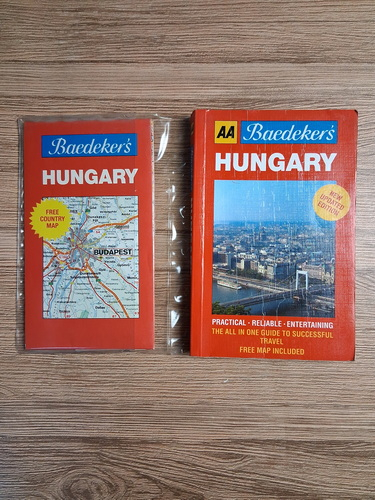 Baedeker's
HUNGARY
FREE
COUNTRY
MAP
BUDAPEST
AA
Baedeker's
HUNGARY
NEW
UPDATED
EDITION
PRACTICAL · RELIABLE · ENTERTAINING
THE ALL IN ONE GUIDE TO SUCCESSFUL
TRAVEL
FREE MAP INCLUDED